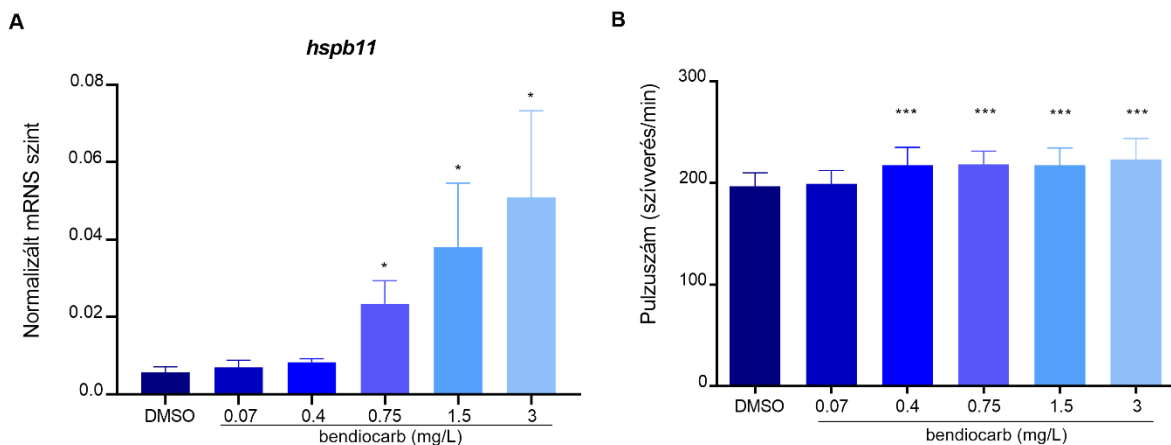 A
hspb11
Normalizált mRNS szint
0.08
0.06
0.04
0.02
0.0
*
*
*
DMSO 0.07 0.4 0.75 1.5 3
bendiocarb (mg/L)
B
Pulzuszám (szívverés/min)
300
200
100
0
*** *** *** ***
DMSO 0.07 0.4 0.75 1.5 3
bendiocarb (mg/L)